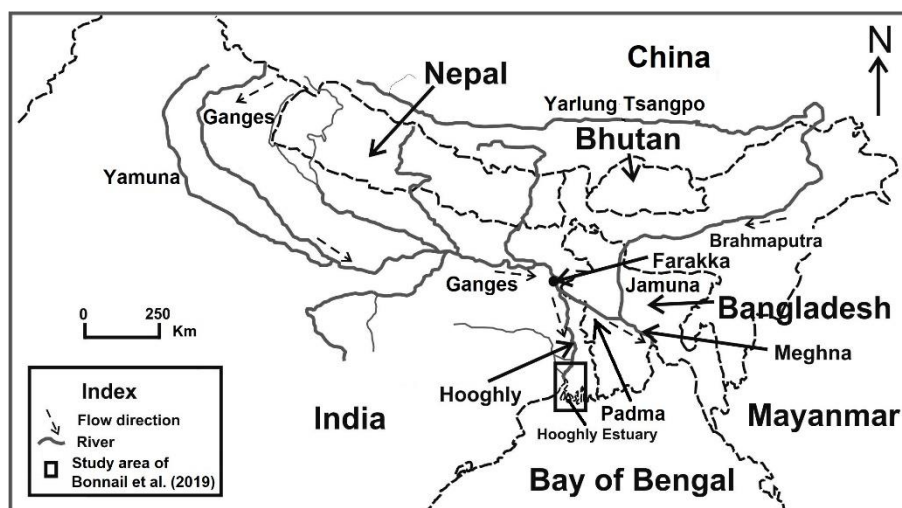 China
N
Nepal
Yarlung Tsangpo
Ganges
Bhutan
Yamuna
Brahmaputra
Farakka
Ganges
Jamuna
Bangladesh
0 250
Km
Meghna
Hooghly
Padma
Mayanmar
Hooghly Estuary
India
Bay of Bengal
Index
Flow direction
River
Study area of
Bonnail et al. (2019)